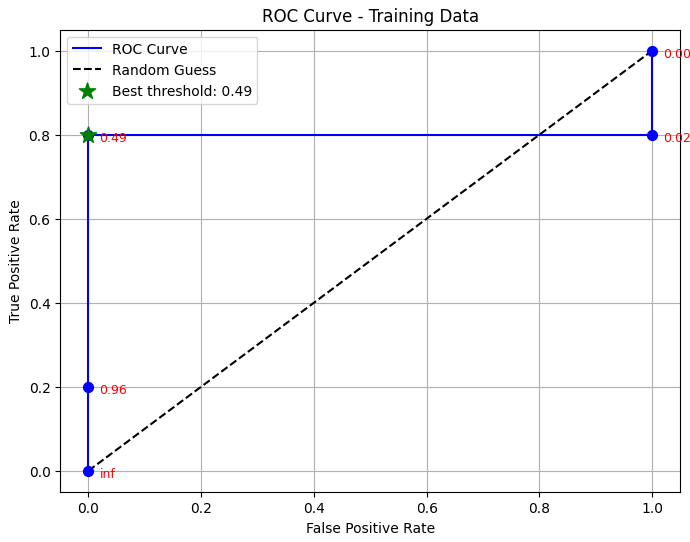 ROC Curve - Training Data
ROC Curve
Random Guess
Best threshold: 0.49
1.0
0.8
0.6
0.4
0.2
0.0
True Positive Rate
0.00
0.02
0.49
0.96
inf
0.0 0.2 0.4 0.6 0.8 1.0
False Positive Rate